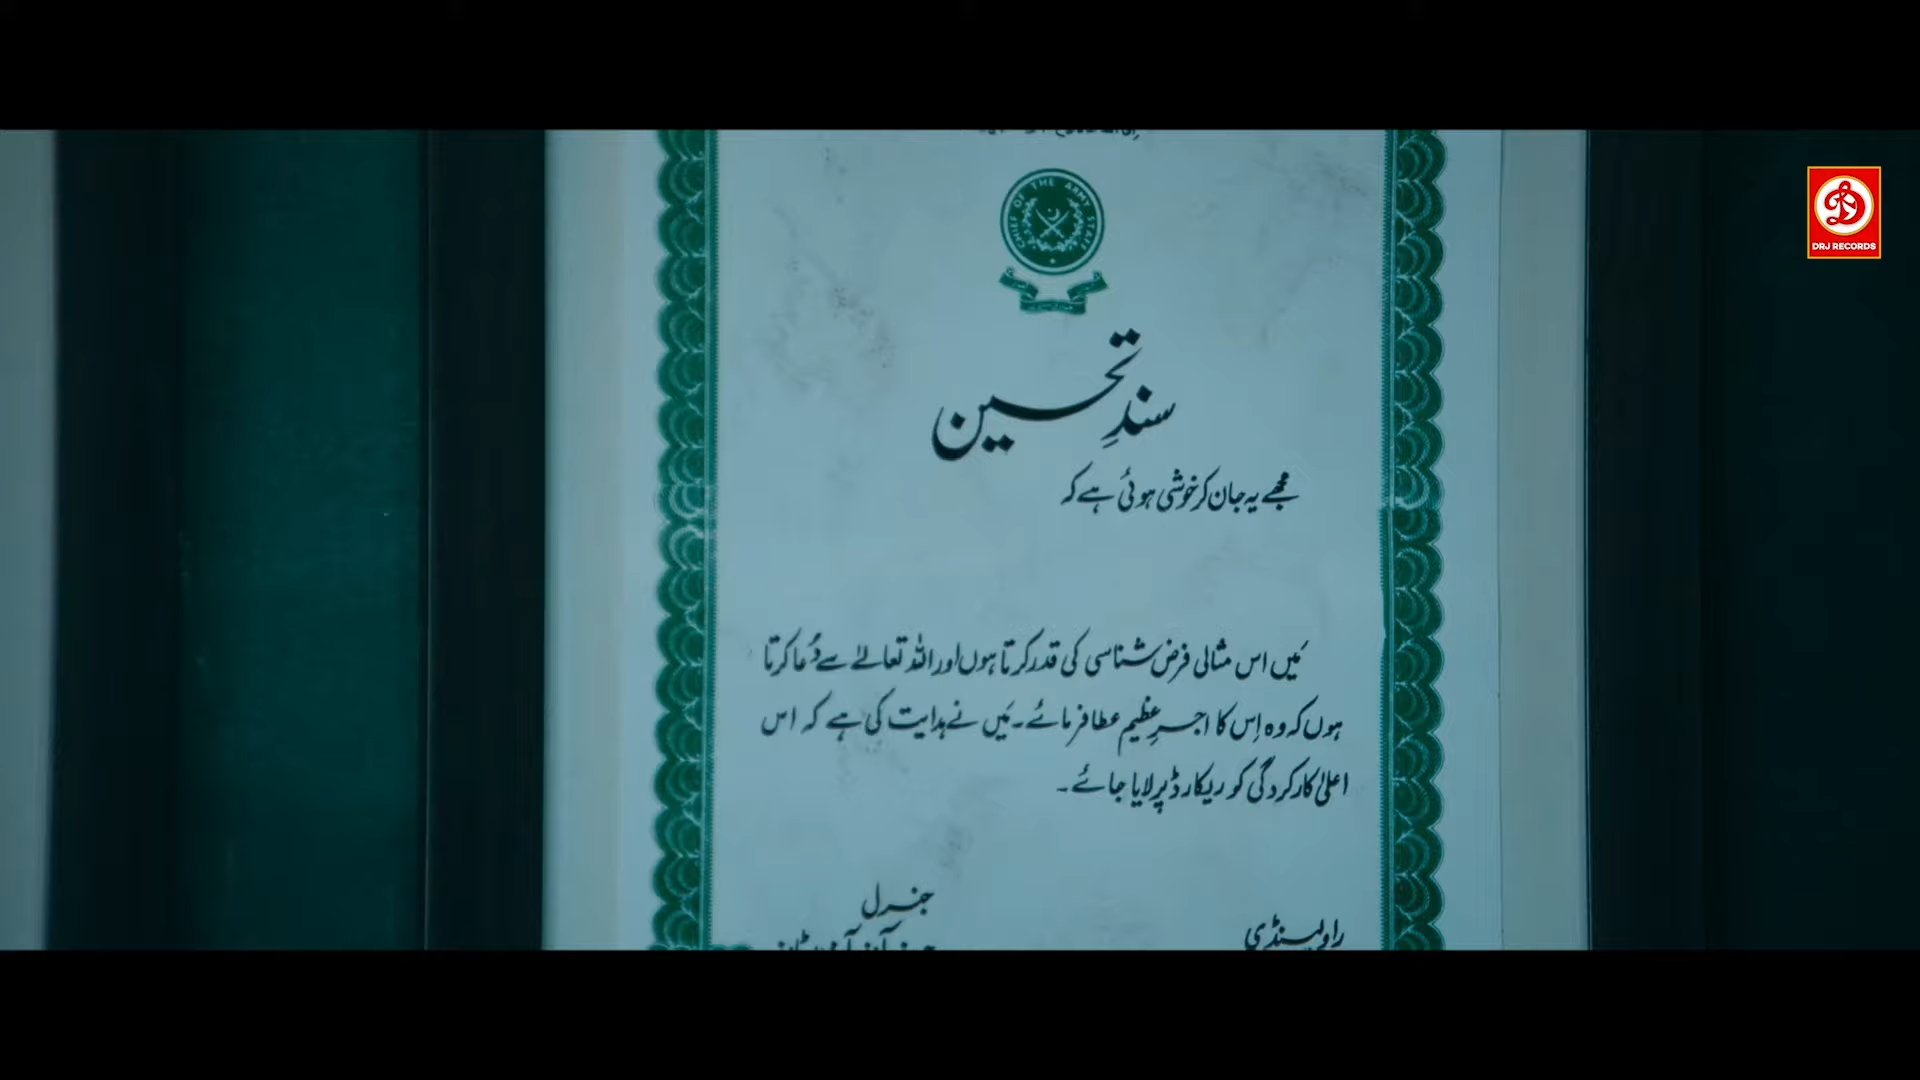 CHIEF OF THE ARMY STAFF
DRJ RECORDS
سندِ تحسین
مجھے یہ جان کر خوشی ہوئی ہے کہ
مَیں اس مثالی فرض شناسی کی قدر کرتا ہوں اور اللہ تعالےٰ سے دُعا کرتا
ہوں کہ وہ اِس کا اجرِ عظیم عطا فرمائے۔ مَیں نے ہدایت کی ہے کہ اس
اعلیٰ کارکردگی کو ریکارڈ پر لایا جائے۔
جنرل
راولپنڈی